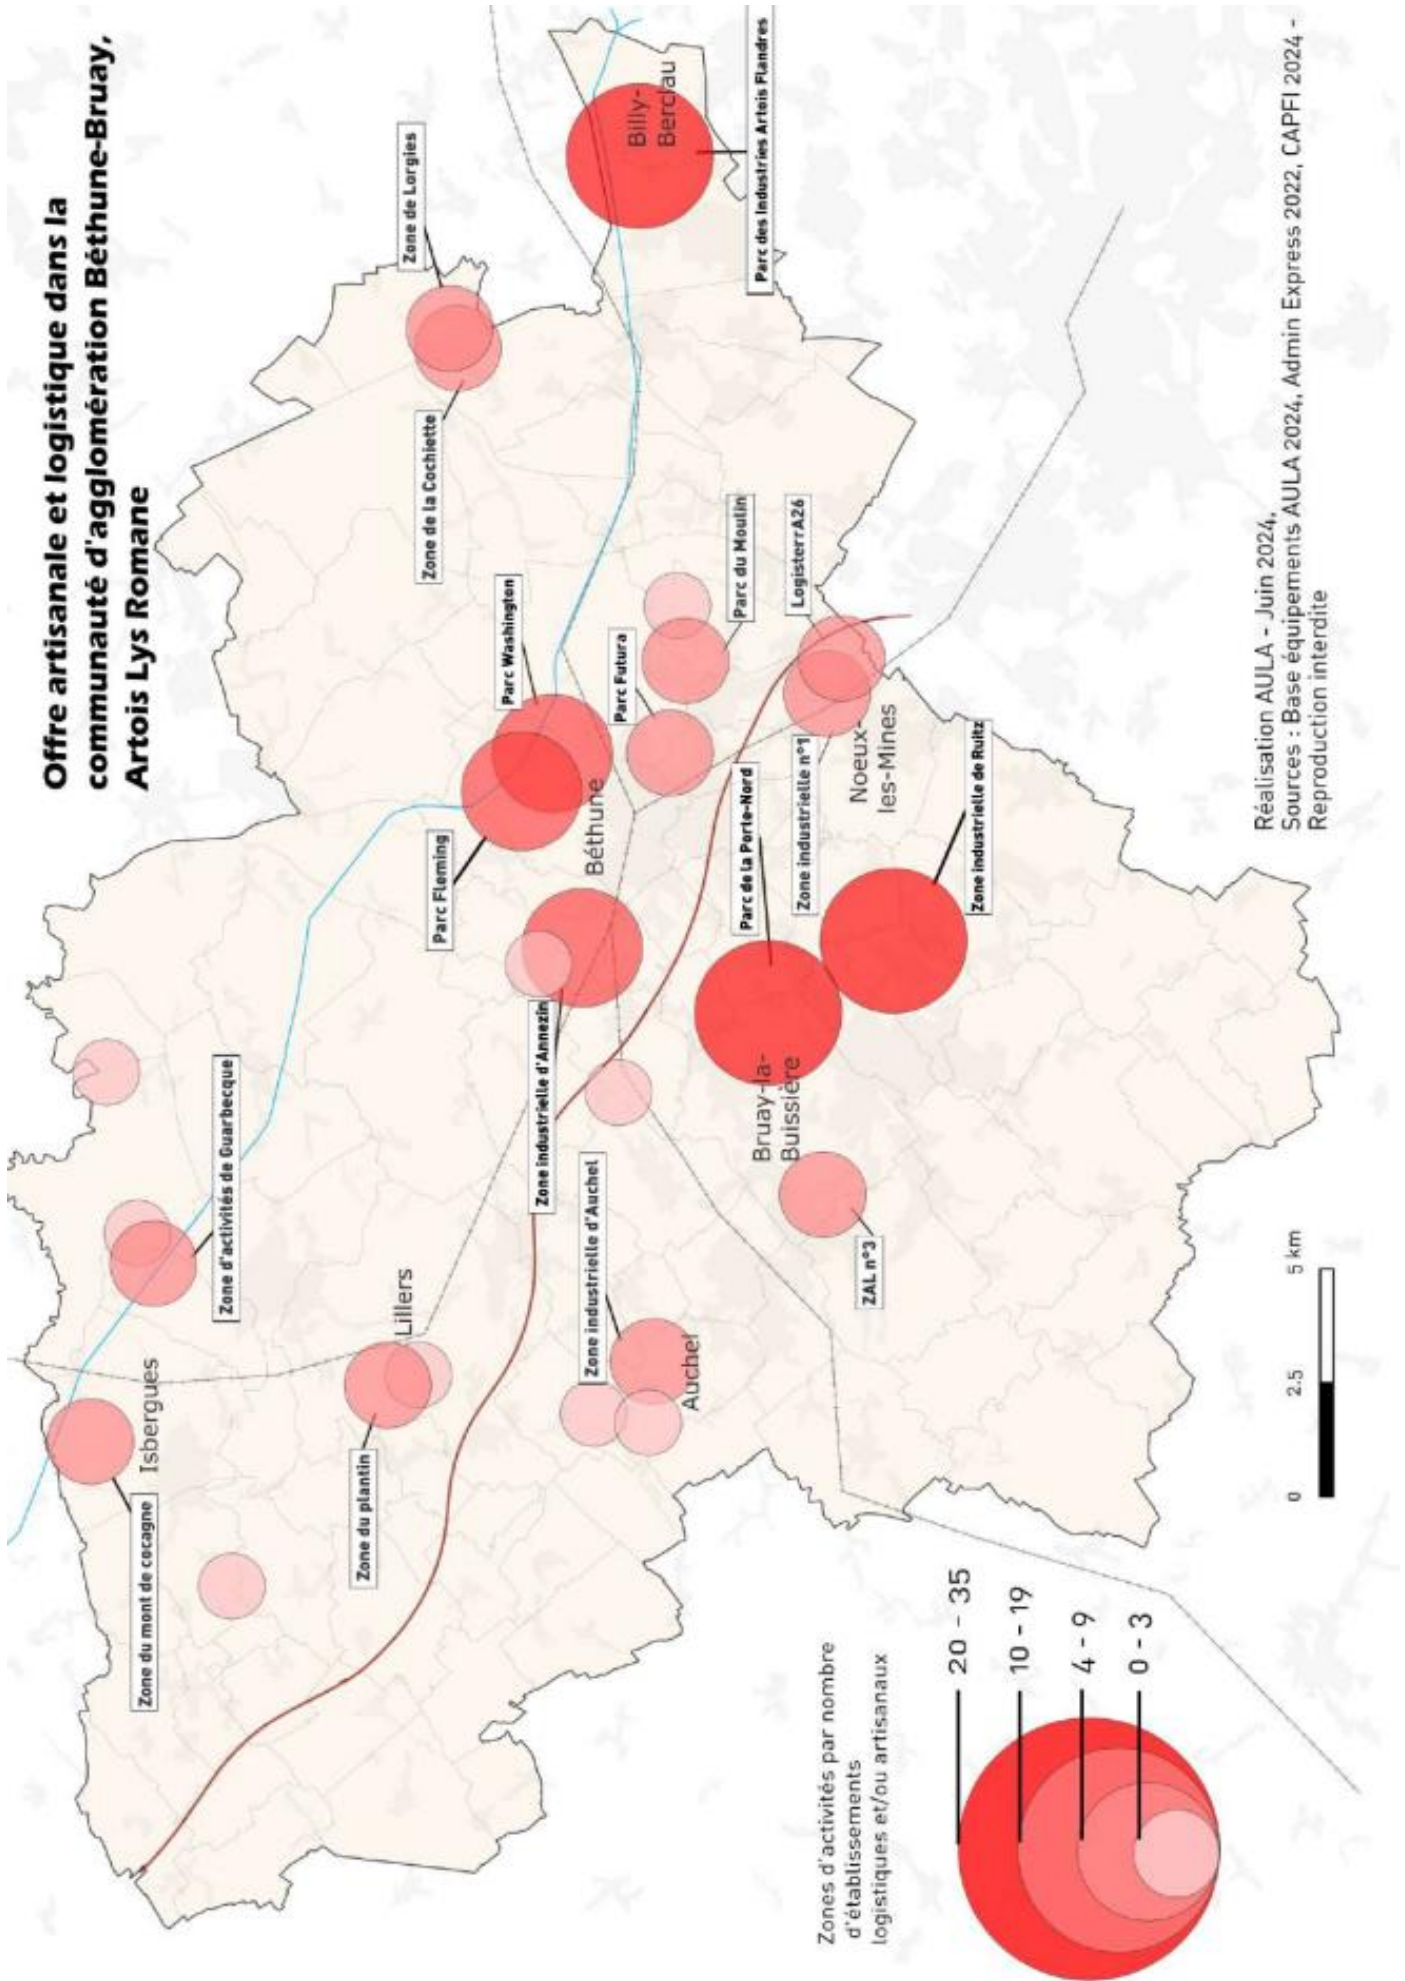 Offre artisanale et logistique dans la
communauté d'agglomération Béthune-Bruay,
Artois Lys Romane
Zone de Lorgies
Billy-
Berclau
Parc des Industries Artois Flandres
Zone de la Cochiette
Parc Washington
Parc Futura
Parc du Moulin
LogisterrA26
Parc Fleming
Béthune
Parc de la Porte-Nord
Zone industrielle n°1
Noeux-
les-Mines
Zone industrielle de Ruitz
Zone d'activités de Guarbecque
Zone industrielle d'Annezin
Bruay-la-
Buissière
Zone industrielle d'Auchel
ZAL n°3
Isbergues
Lillers
Auchel
Zone du mont de cocagne
Zone du plantin
Zones d'activités par nombre
d'établissements
logistiques et/ou artisanaux
20 - 35
10 - 19
4 - 9
0 - 3
0
2.5
5 km
Réalisation AULA - Juin 2024,
Sources : Base équipements AULA 2024, Admin Express 2022, CAPFI 2024 -
Reproduction interdite